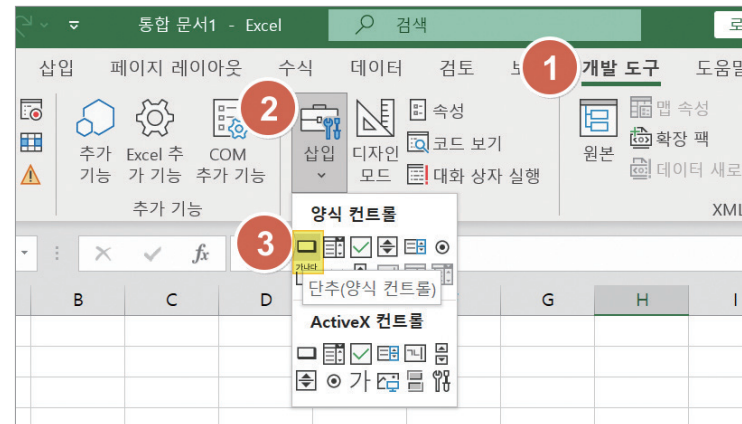 통합 문서1 - Excel
검색
로
삽입 페이지 레이아웃 수식 데이터 검토 1 개발 도구 도움말
2
추가 기능
Excel 추가 기능
COM 추가 기능
추가 기능
삽입
디자인 모드
속성
코드 보기
대화 상자 실행
원본
맵 속성
확장 팩
데이터 새로
XML
양식 컨트롤
3
fx
단추(양식 컨트롤)
B C D G H I
ActiveX 컨트롤
가